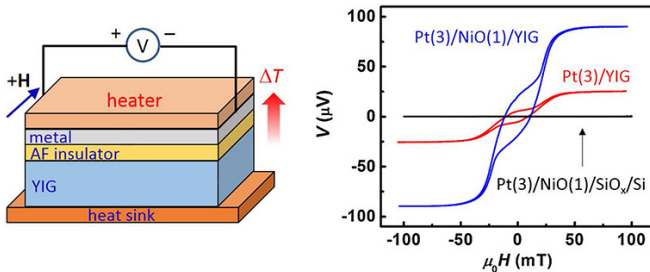 + V −
+H
ΔT
heater
metal
AF insulator
YIG
heat sink
Pt(3)/NiO(1)/YIG
Pt(3)/YIG
Pt(3)/NiO(1)/SiOₓ/Si
V (μV)
100
50
0
-50
-100
-100 -50 0 50 100
μ₀H (mT)